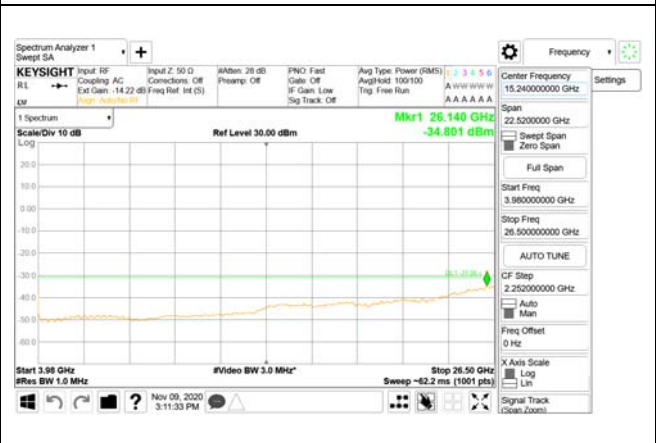 Spectrum Analyzer 1
Swept SA
Frequency
KEYSIGHT
Input: RF
Coupling: AC
Ext Gain: -14.22 dB
Align: Auto/No RF
Input Z: 50 Ω
Corrections: Off
Freq Ref: Int (S)
#Atten: 28 dB
Preamp: Off
PNO: Fast
Gate: Off
IF Gain: Low
Sig Track: Off
Avg Type: Power (RMS)
Avg|Hold: 100/100
Trig: Free Run
1 2 3 4 5 6
A W W W W W
A A A A A A
RL
LXI
1 Spectrum
Scale/Div 10 dB
Log
Ref Level 30.00 dBm
Mkr1 26.140 GHz
-34.801 dBm
20.0
10.0
0.00
-10.0
-20.0
-30.0
-40.0
-50.0
-60.0
Start 3.98 GHz
#Res BW 1.0 MHz
#Video BW 3.0 MHz*
Stop 26.50 GHz
Sweep ~62.2 ms (1001 pts)
Nov 09, 2020
3:11:33 PM
Center Frequency
15.240000000 GHz
Settings
Span
22.5200000 GHz
Swept Span
Zero Span
Full Span
Start Freq
3.980000000 GHz
Stop Freq
26.500000000 GHz
AUTO TUNE
CF Step
2.252000000 GHz
Auto
Man
Freq Offset
0 Hz
X Axis Scale
Log
Lin
Signal Track
(Span Zoom)